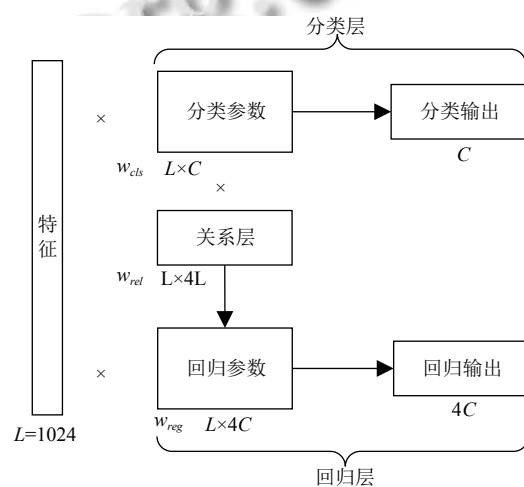 分类层
分类参数
分类输出
×
w_cls L×C
C
×
特征
关系层
w_rel L×4L
回归参数
回归输出
×
w_reg L×4C
4C
L=1024
回归层